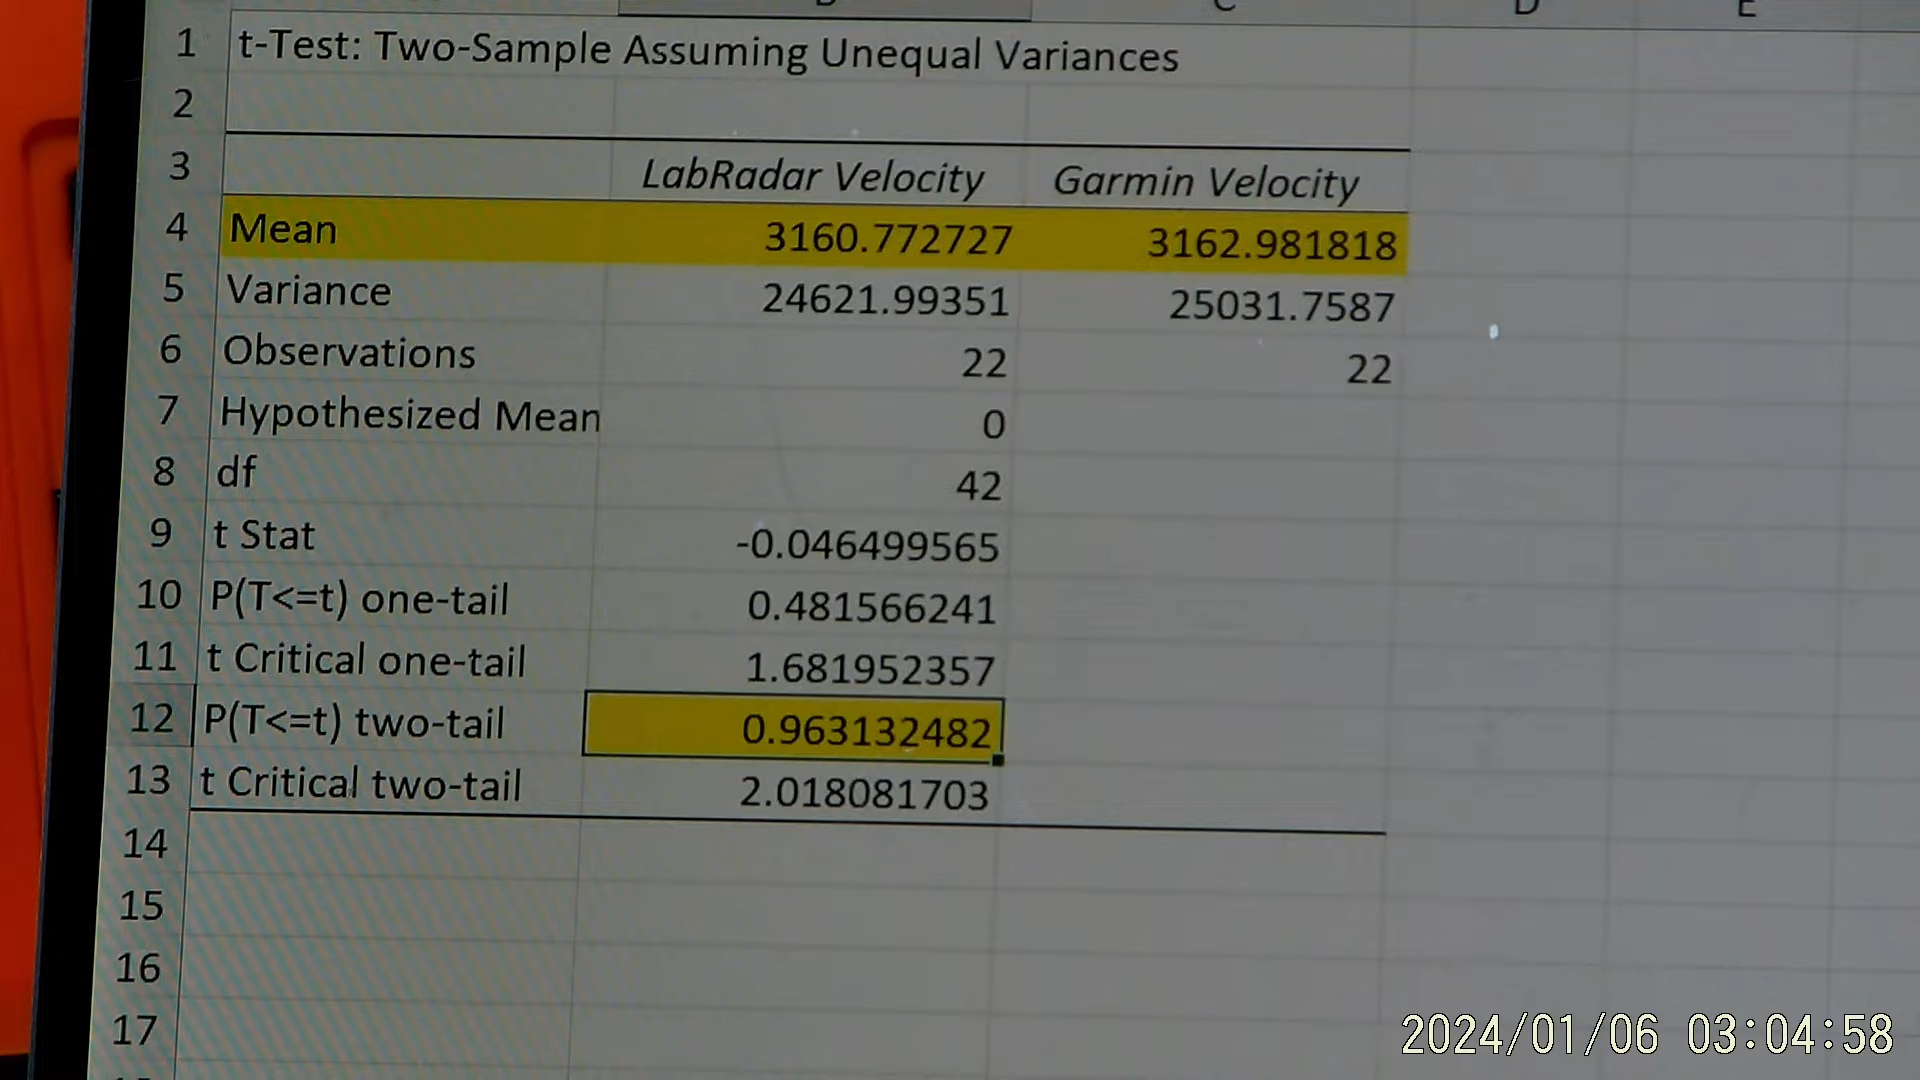 D E
1 t-Test: Two-Sample Assuming Unequal Variances
2
3 LabRadar Velocity Garmin Velocity
4 Mean 3160.772727 3162.981818
5 Variance 24621.99351 25031.7587
6 Observations 22 22
7 Hypothesized Mean 0
8 df 42
9 t Stat -0.046499565
10 P(T<=t) one-tail 0.481566241
11 t Critical one-tail 1.681952357
12 P(T<=t) two-tail 0.963132482
13 t Critical two-tail 2.018081703
14
15
16
17
2024/01/06 03:04:58